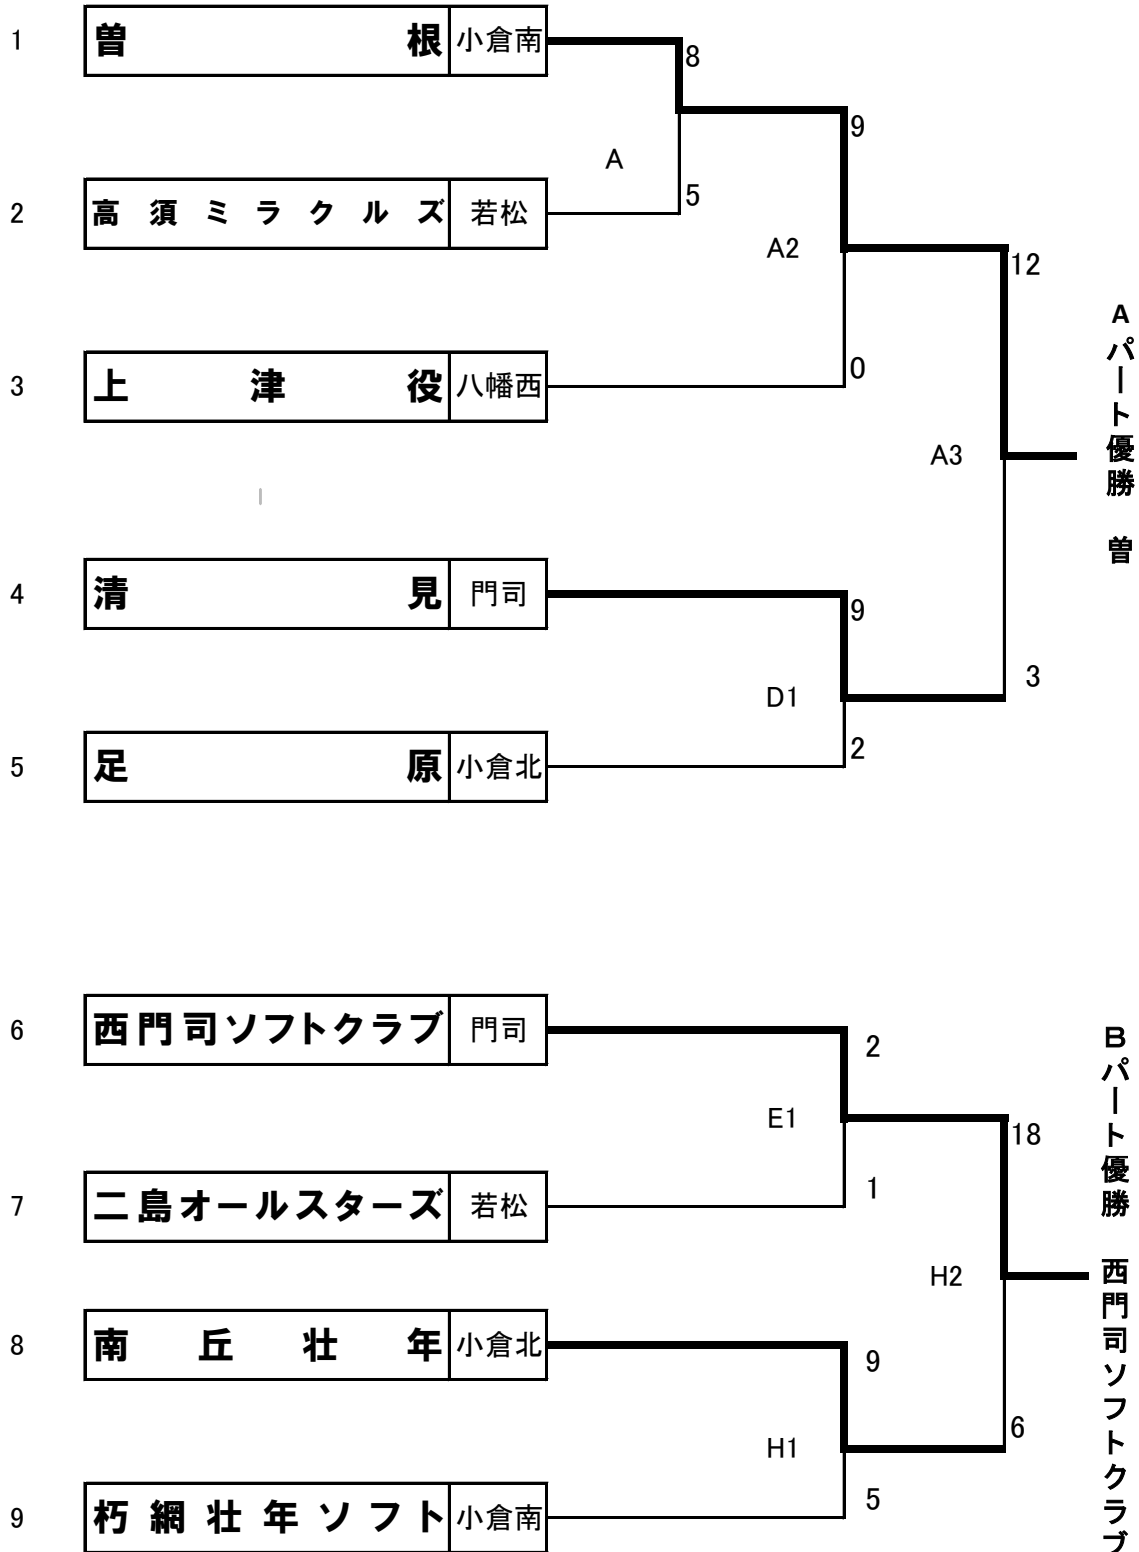 1 曽根 小倉南
8
9
A
2 高須ミラクルズ 若松
5
A2
12
3 上津役 八幡西
0
A3
Aパート優勝 曽
4 清見 門司
9
D1
3
5 足原 小倉北
2
6 西門司ソフトクラブ 門司
2
E1
18
7 二島オールスターズ 若松
1
H2
Bパート優勝 西門司ソフトクラブ
8 南丘壮年 小倉北
9
H1
6
9 朽網壮年ソフト 小倉南
5